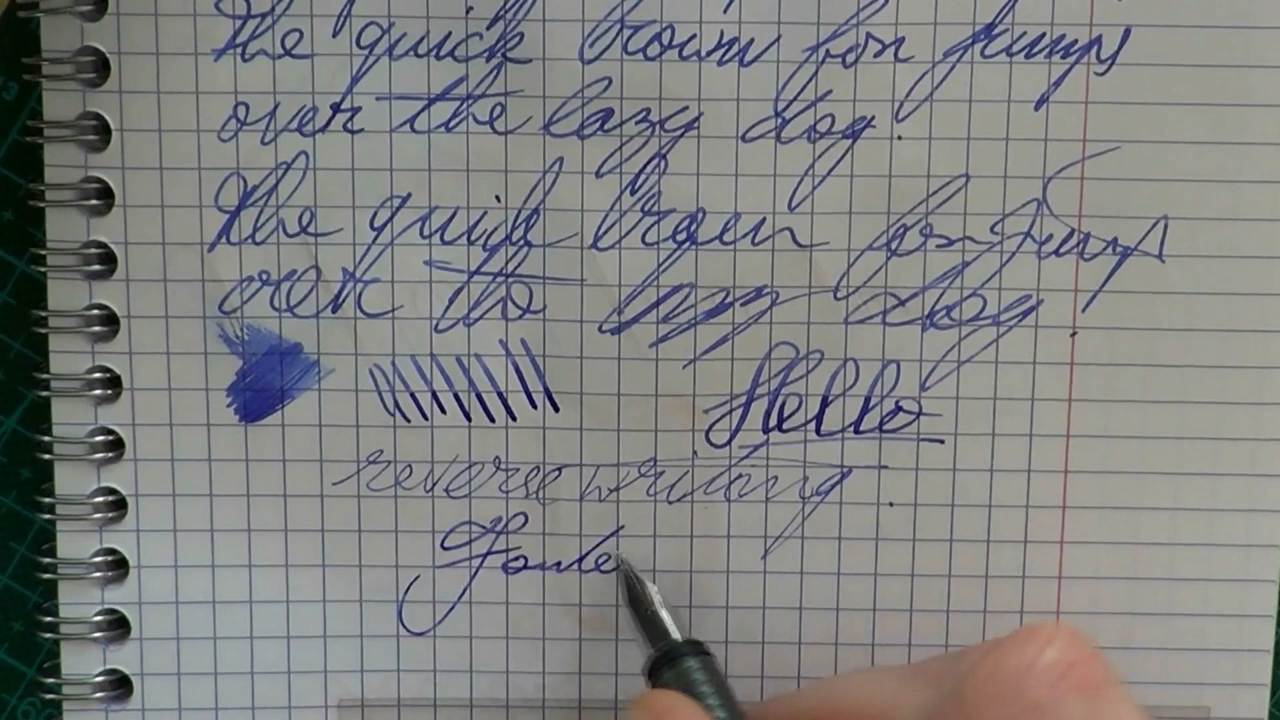 The quick brown fox jumps
over the lazy dog!
The quick brown fox jumps
over the lazy dog!
Hello
reverse writing.